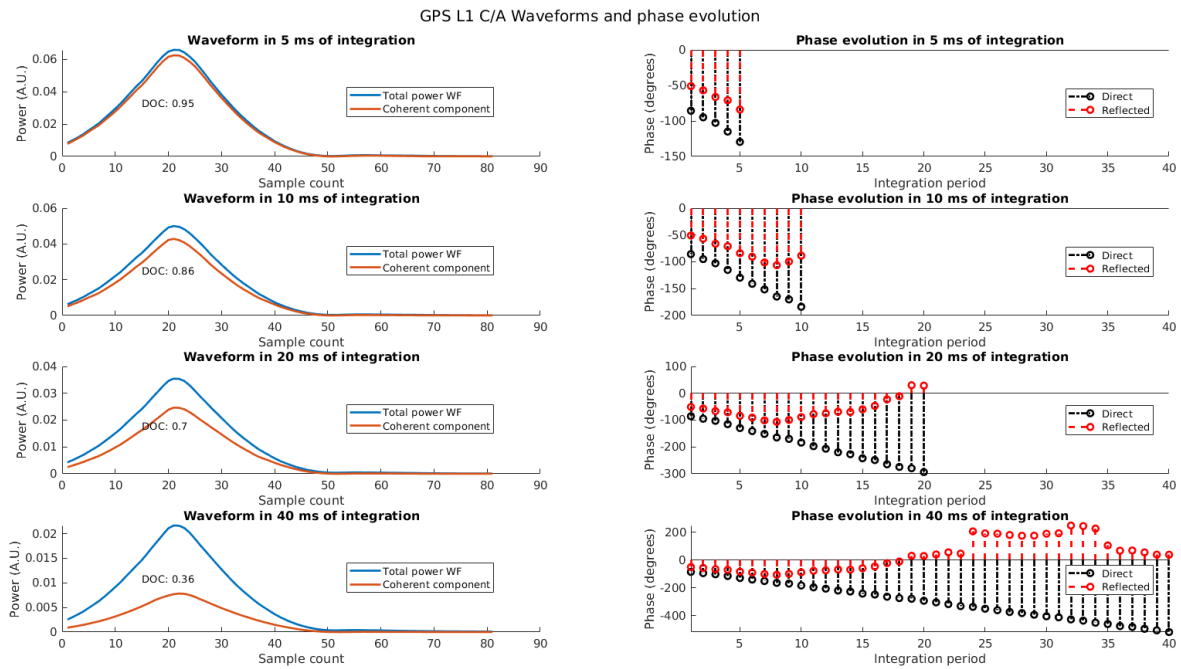 GPS L1 C/A Waveforms and phase evolution
Waveform in 5 ms of integration
Power (A.U.)
0.06
0.04
0.02
0
DOC: 0.95
Total power WF
Coherent component
0 10 20 30 40 50 60 70 80 90
Sample count
Phase evolution in 5 ms of integration
Phase (degrees)
0
-50
-100
-150
Direct
Reflected
5 10 15 20 25 30 35 40
Integration period
Waveform in 10 ms of integration
Power (A.U.)
0.06
0.04
0.02
0
DOC: 0.86
Total power WF
Coherent component
0 10 20 30 40 50 60 70 80 90
Sample count
Phase evolution in 10 ms of integration
Phase (degrees)
0
-50
-100
-150
-200
Direct
Reflected
5 10 15 20 25 30 35 40
Integration period
Waveform in 20 ms of integration
Power (A.U.)
0.04
0.03
0.02
0.01
0
DOC: 0.7
Total power WF
Coherent component
0 10 20 30 40 50 60 70 80 90
Sample count
Phase evolution in 20 ms of integration
Phase (degrees)
100
0
-100
-200
-300
Direct
Reflected
5 10 15 20 25 30 35 40
Integration period
Waveform in 40 ms of integration
Power (A.U.)
0.02
0.015
0.01
0.005
0
DOC: 0.36
Total power WF
Coherent component
0 10 20 30 40 50 60 70 80 90
Sample count
Phase evolution in 40 ms of integration
Phase (degrees)
200
0
-200
-400
Direct
Reflected
5 10 15 20 25 30 35 40
Integration period